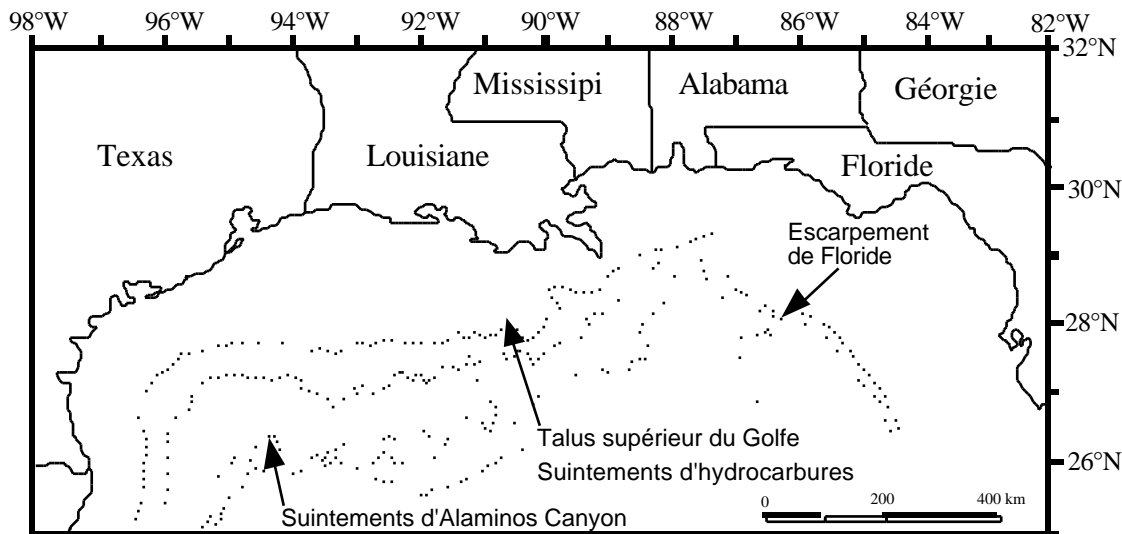 98°W 96°W 94°W 92°W 90°W 88°W 86°W 84°W 82°W
32°N
Mississipi Alabama Géorgie
Texas Louisiane Floride
30°N
Escarpement
de Floride
28°N
Talus supérieur du Golfe
Suintements d'hydrocarbures
26°N
Suintements d'Alaminos Canyon
0 200 400 km